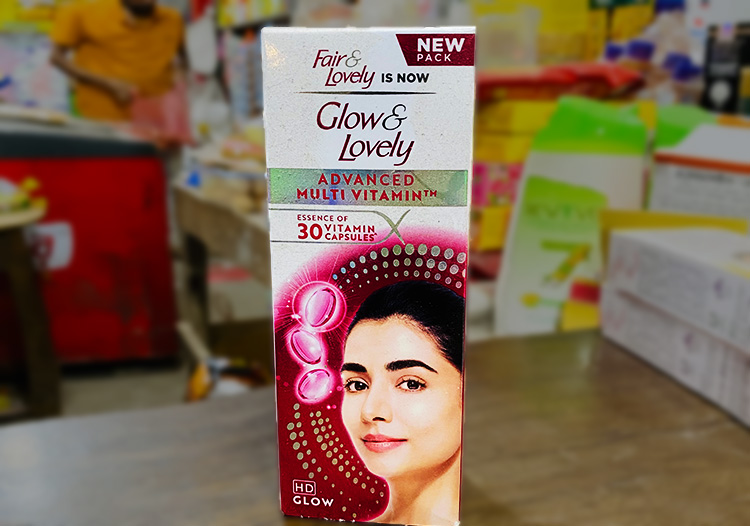 NEW
PACK
Fair &
Lovely IS NOW
Glow &
Lovely
ADVANCED
MULTI VITAMIN™
ESSENCE OF
30 VITAMIN
CAPSULES*
HD
GLOW